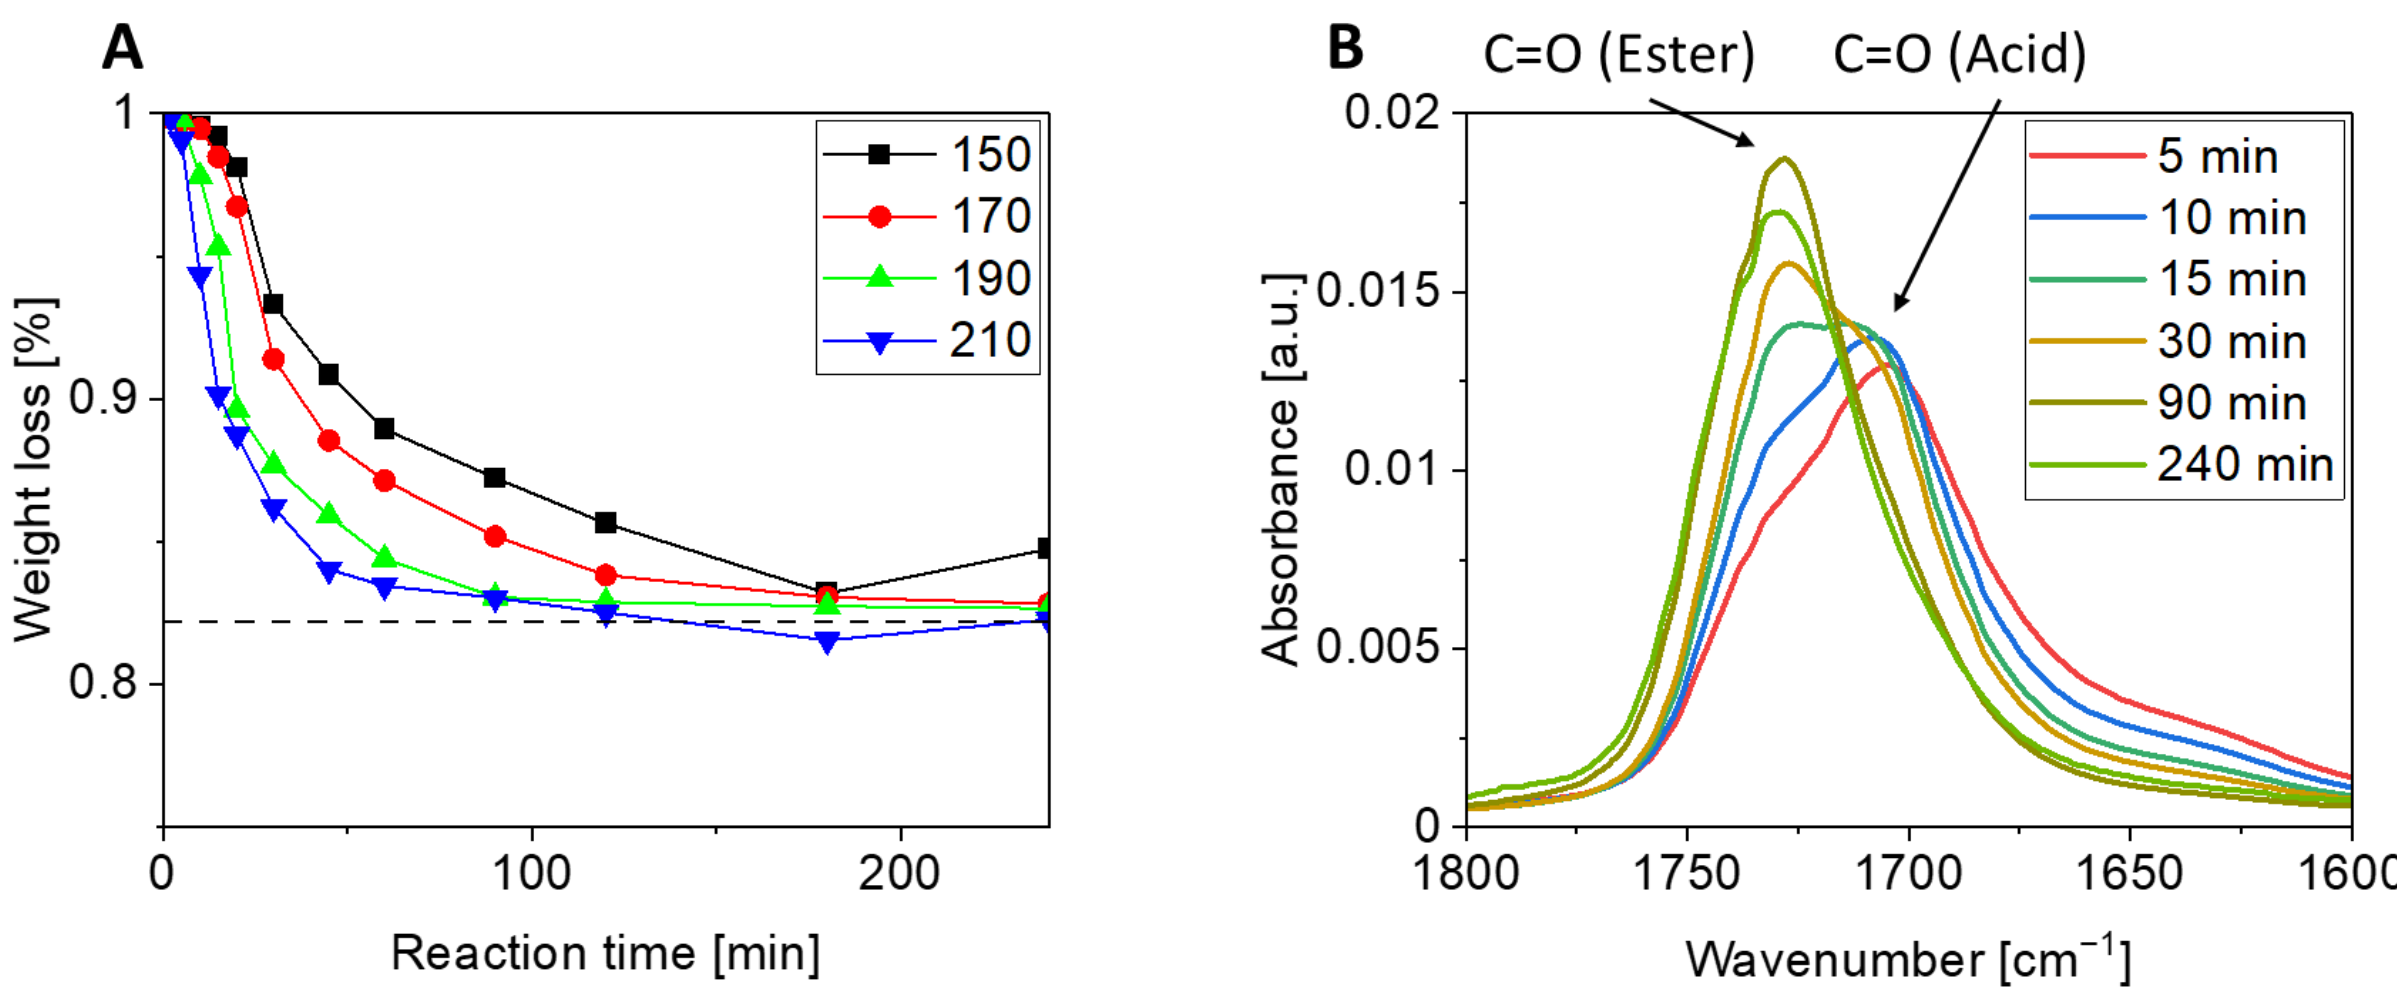 A
1
0.9
0.8
Weight loss [%]
150
170
190
210
0
100
200
Reaction time [min]
B
C=O (Ester)
C=O (Acid)
0.02
0.015
0.01
0.005
0
Absorbance [a.u.]
5 min
10 min
15 min
30 min
90 min
240 min
1800
1750
1700
1650
1600
Wavenumber [cm⁻¹]